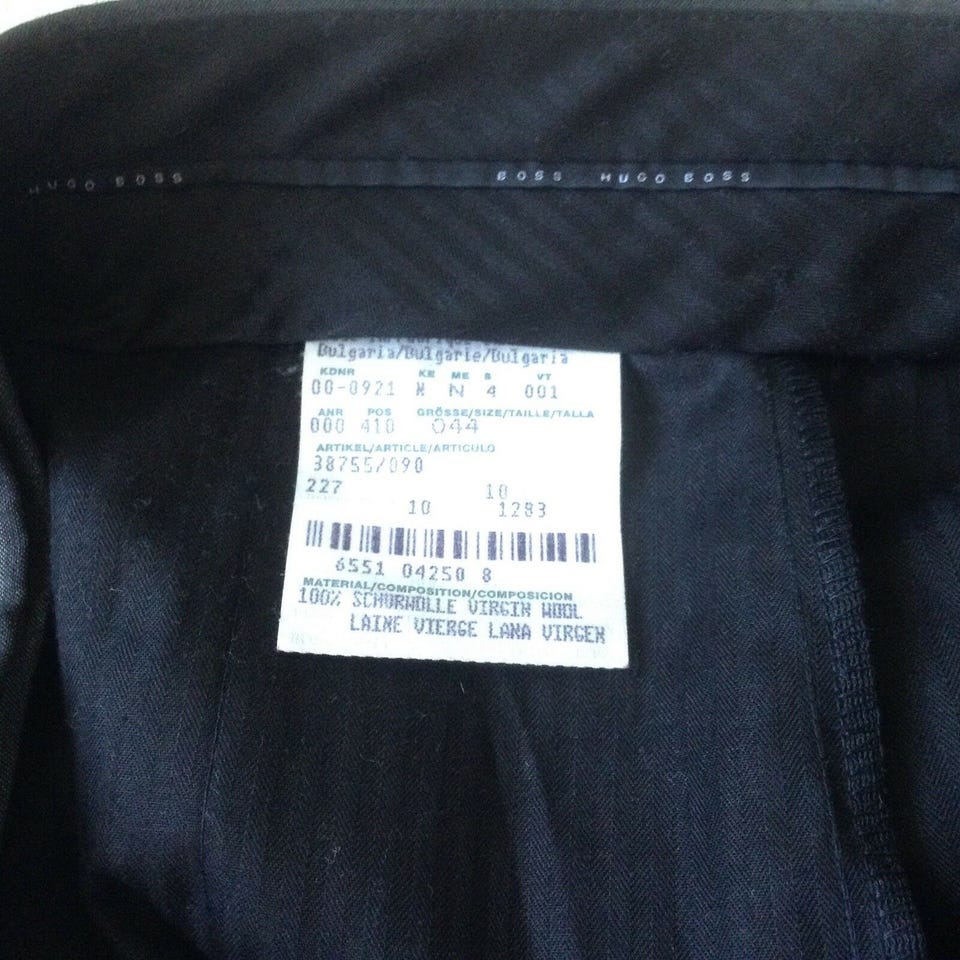 HUGO BOSS BOSS HUGO BOSS
Bulgaria/Bulgarie/Bulgaria
KDNR KE ME S VT
00-0921 K N 4 001
ANR POS GRÖSSE/SIZE/TAILLE/TALLA
000 410 044
ARTIKEL/ARTICLE/ARTICULO
38755/090
227 10
10 1283
6551 04250 8
MATERIAL/COMPOSITION/COMPOSICION
100% SCHURWOLLE VIRGIN WOOL
LAINE VIERGE LANA VIRGEN